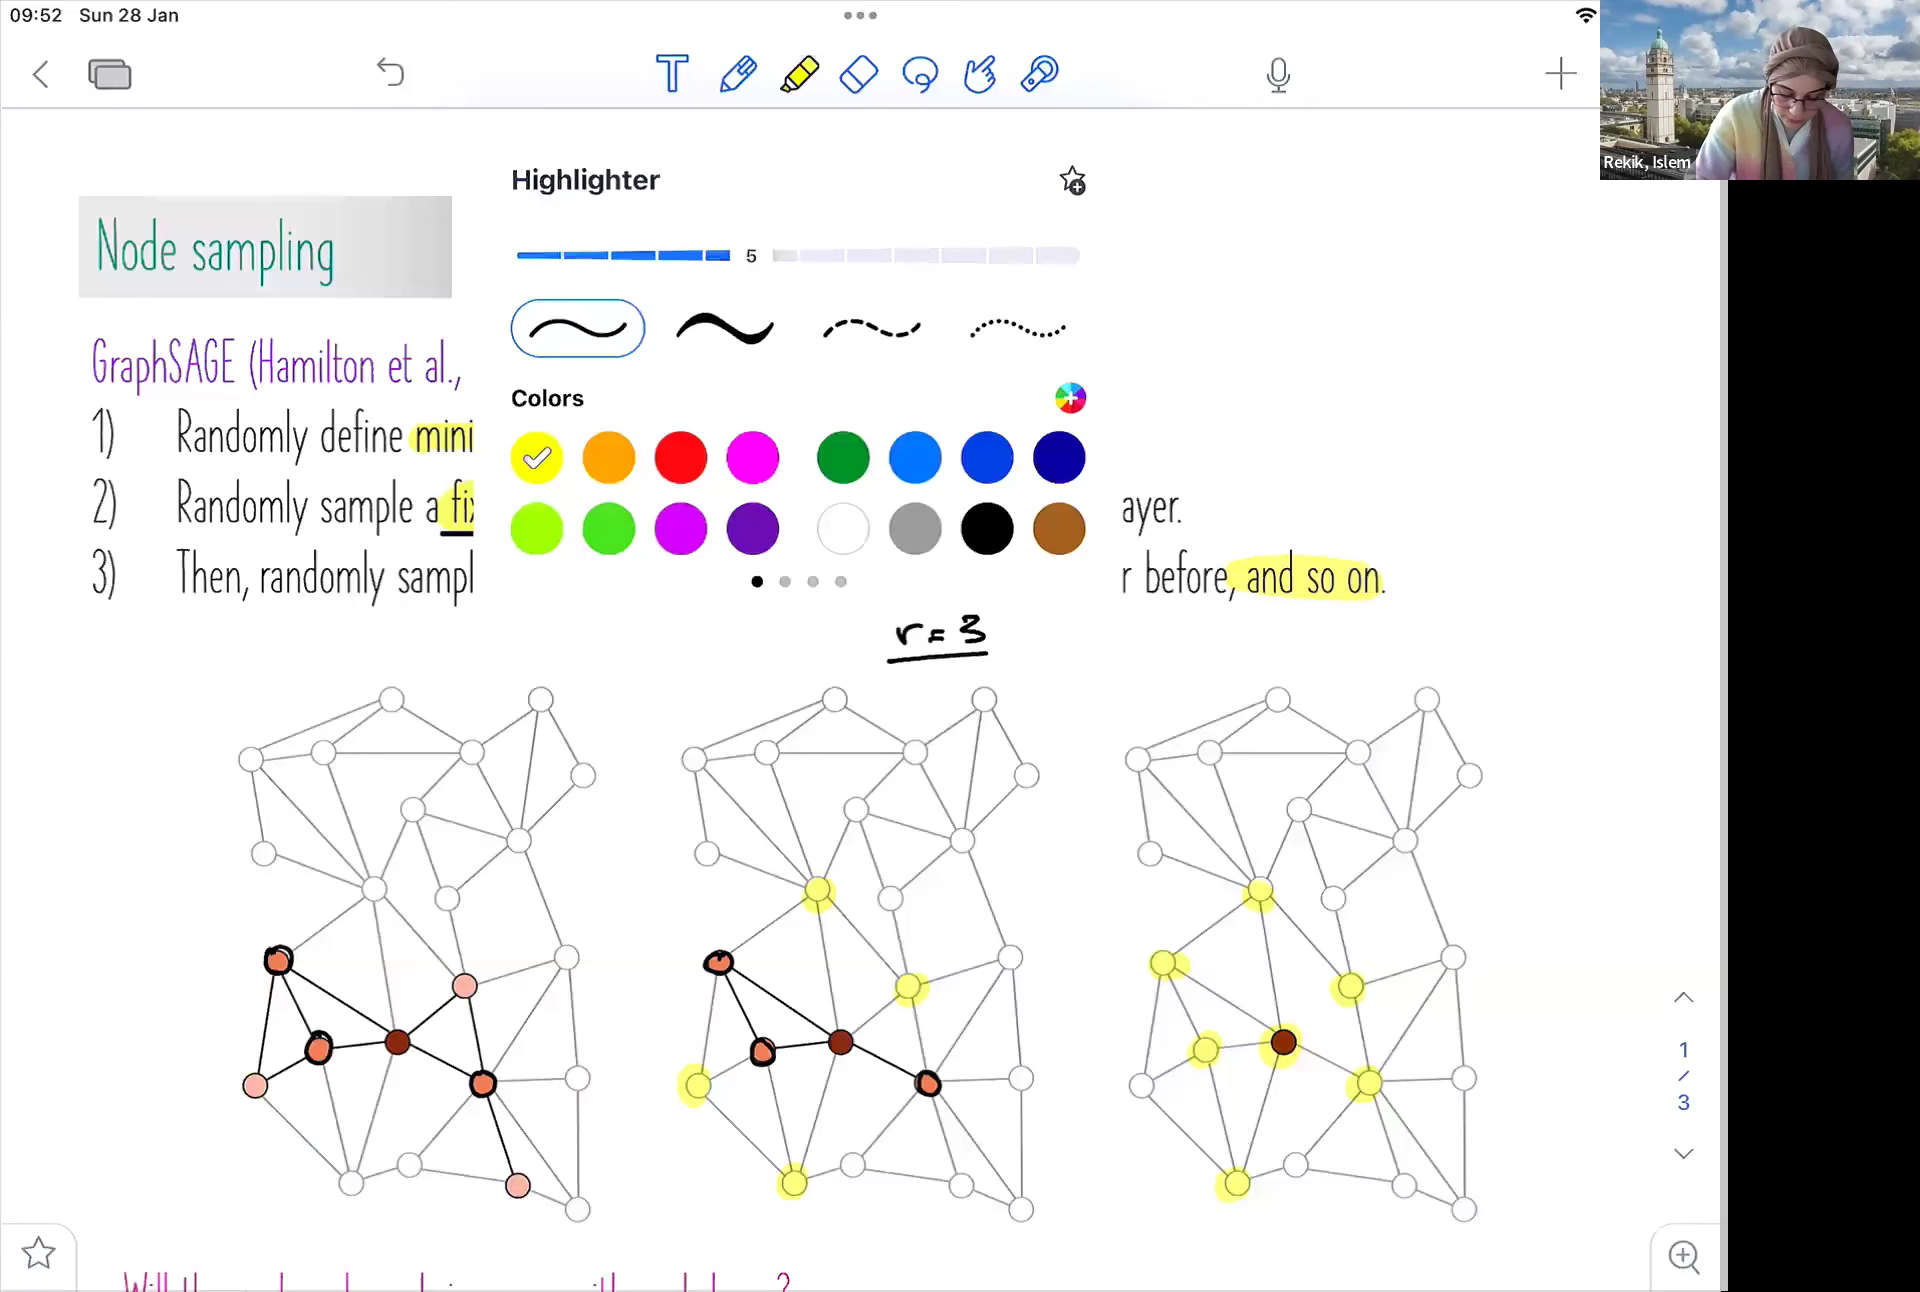 09:52 Sun 28 Jan
Rekik, Islem
Highlighter
5
Colors
Node sampling
GraphSAGE (Hamilton et al.,
1) Randomly define mini
2) Randomly sample a fix ayer.
3) Then, randomly sampl r before, and so on.
r = 3
1
/
3